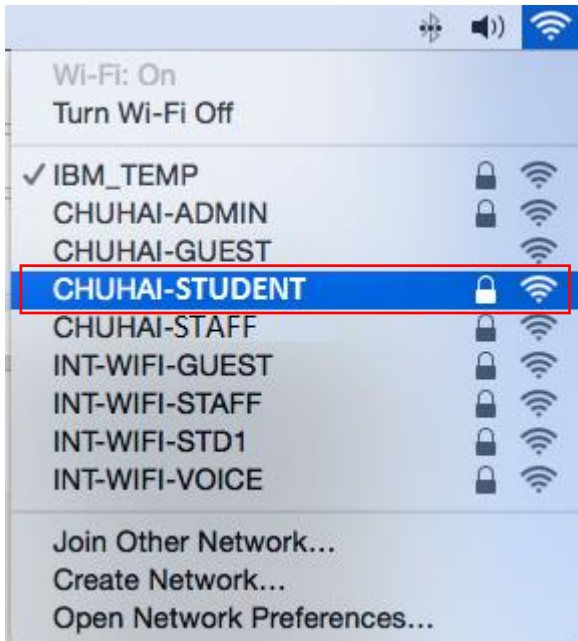 Wi-Fi: On
Turn Wi-Fi Off
IBM_TEMP
CHUHAI-ADMIN
CHUHAI-GUEST
CHUHAI-STUDENT
CHUHAI-STAFF
INT-WIFI-GUEST
INT-WIFI-STAFF
INT-WIFI-STD1
INT-WIFI-VOICE
Join Other Network...
Create Network...
Open Network Preferences...